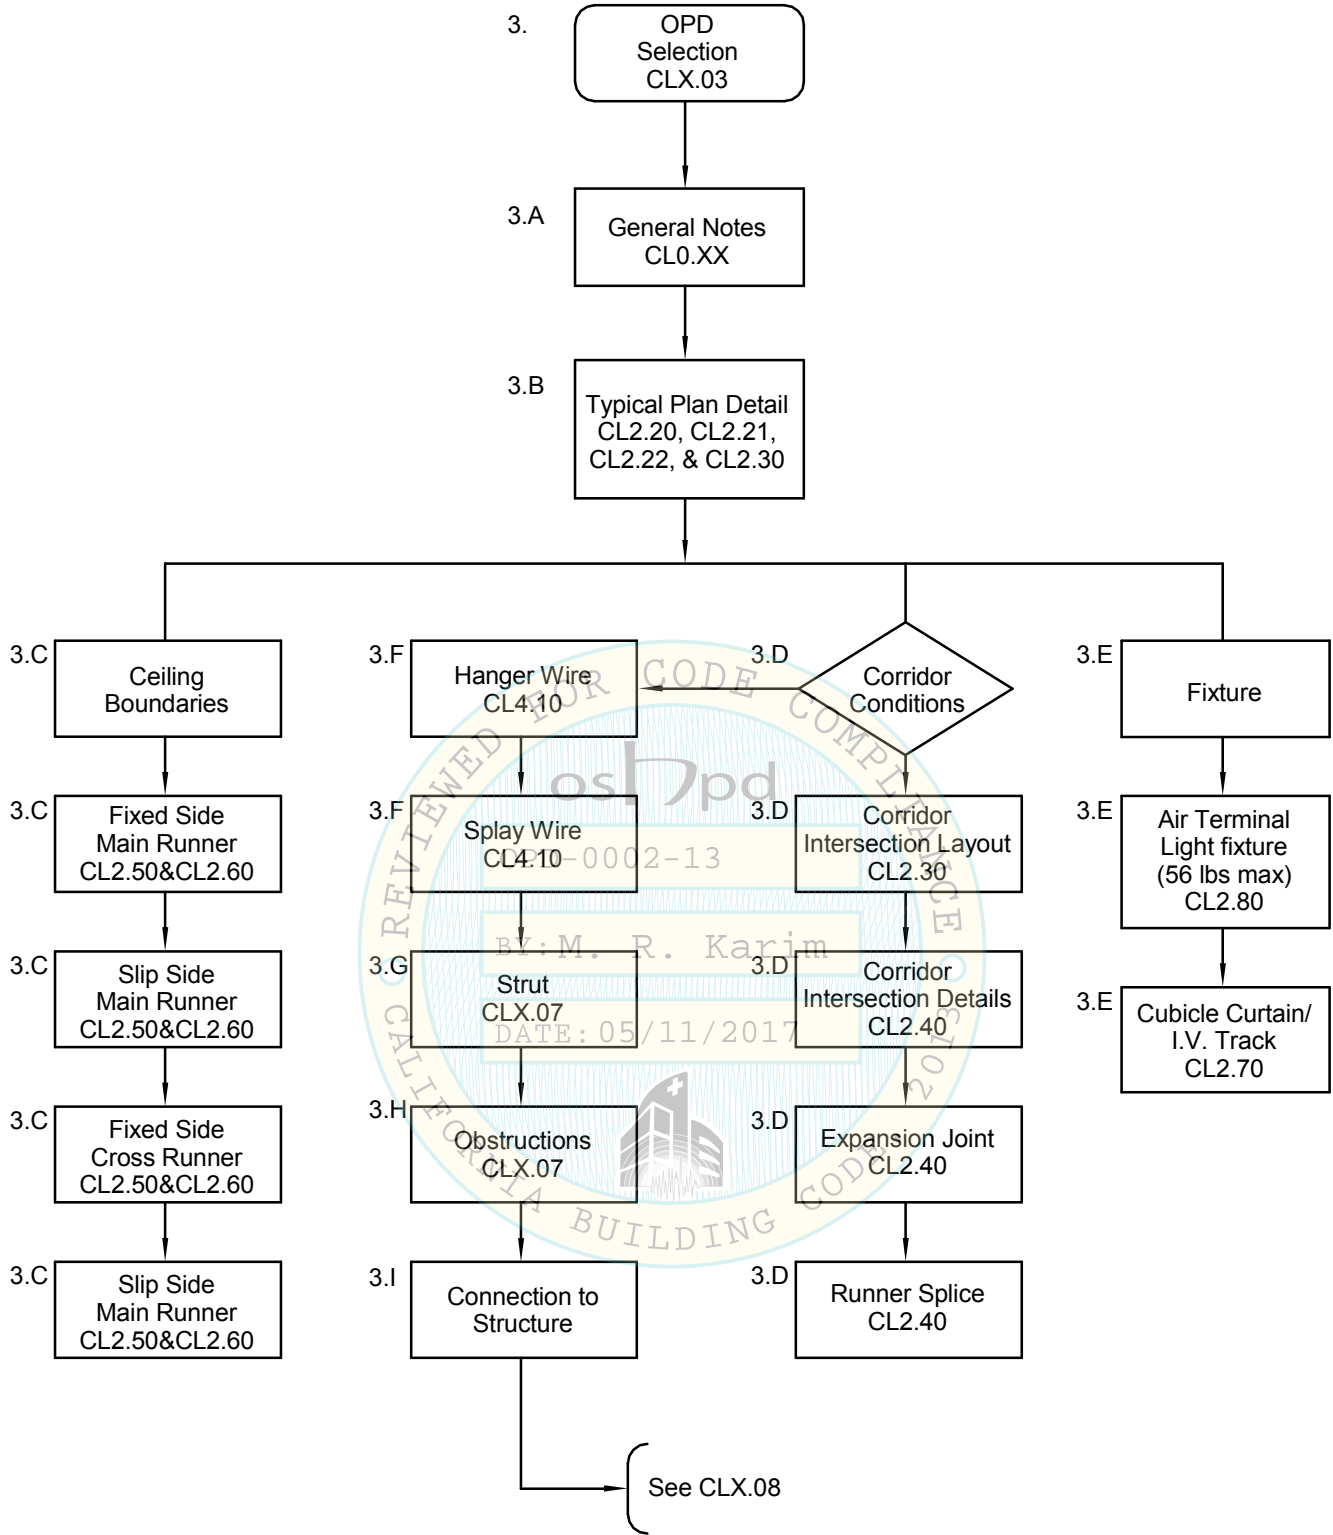 3.
OPD
Selection
CLX.03
3.A
General Notes
CL0.XX
3.B
Typical Plan Detail
CL2.20, CL2.21,
CL2.22, & CL2.30
3.C
Ceiling
Boundaries
3.C
Fixed Side
Main Runner
CL2.50&CL2.60
3.C
Slip Side
Main Runner
CL2.50&CL2.60
3.C
Fixed Side
Cross Runner
CL2.50&CL2.60
3.C
Slip Side
Main Runner
CL2.50&CL2.60
3.F
Hanger Wire
CL4.10
3.F
Splay Wire
CL4.10
3.G
Strut
CLX.07
3.H
Obstructions
CLX.07
3.I
Connection to
Structure
See CLX.08
3.D
Corridor
Conditions
3.D
Corridor
Intersection Layout
CL2.30
3.D
Corridor
Intersection Details
CL2.40
3.D
Expansion Joint
CL2.40
3.D
Runner Splice
CL2.40
3.E
Fixture
3.E
Air Terminal
Light fixture
(56 lbs max)
CL2.80
3.E
Cubicle Curtain/
I.V. Track
CL2.70
REVIEWED FOR CODE COMPLIANCE
oshpd
-0002-13
BY: M. R. Karim
DATE: 05/11/2017
CALIFORNIA BUILDING CODE 2013